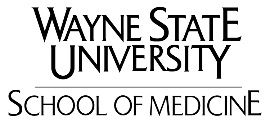 WAYNE STATE
UNIVERSITY
SCHOOL OF MEDICINE